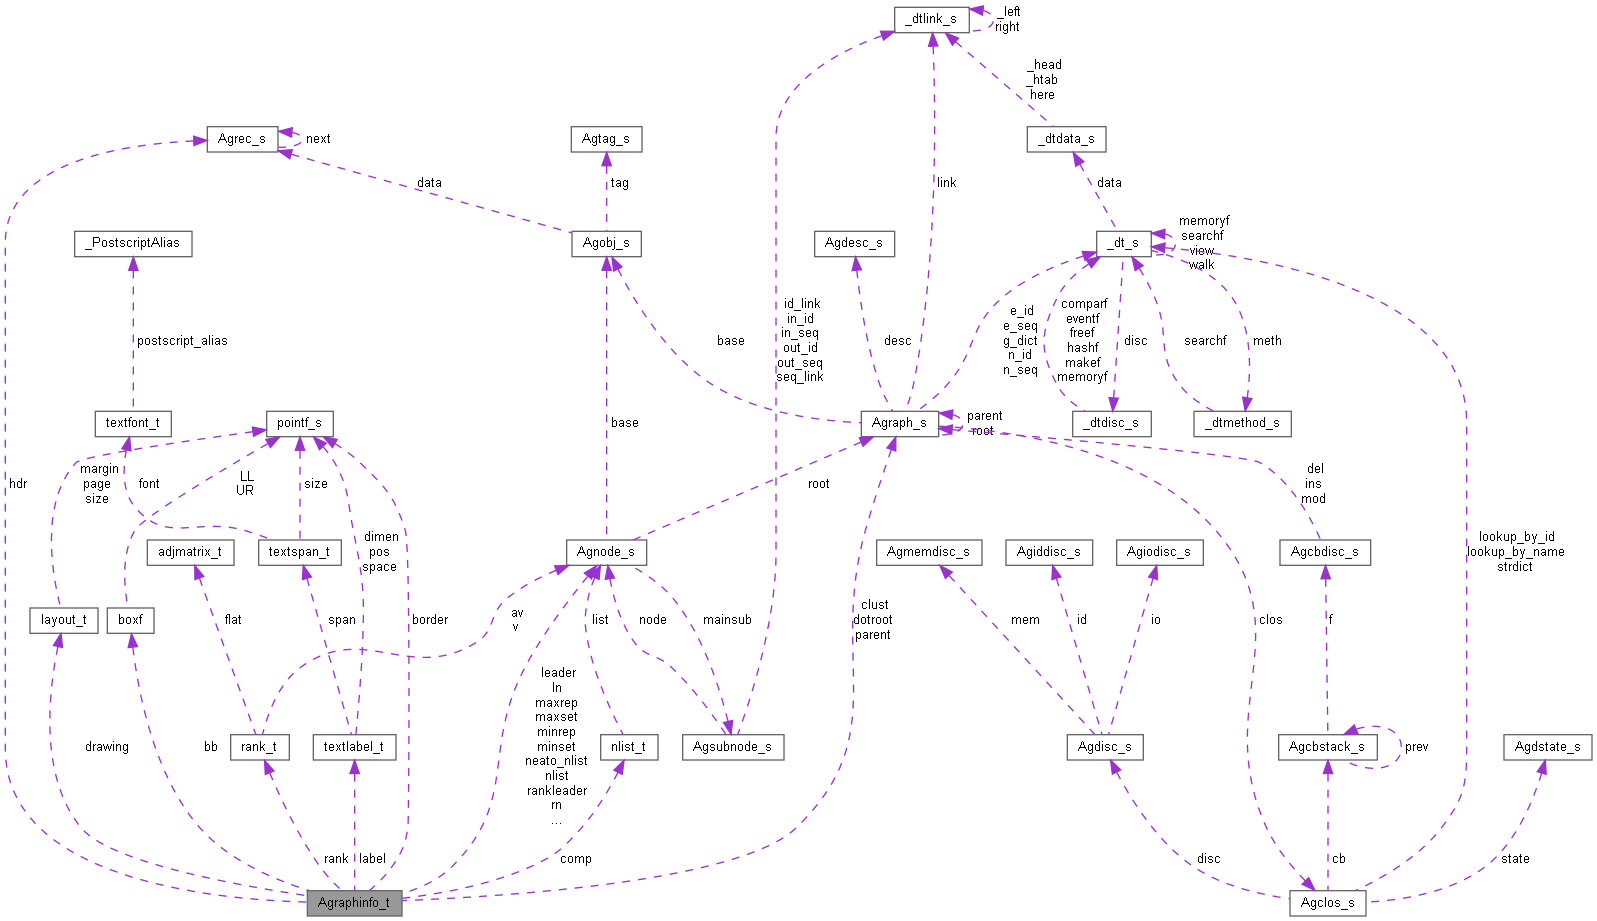 _dtlink_s
_left
right
_head
_htab
here
Agrec_s
next
Agtag_s
_dtdata_s
data
tag
link
data
_PostscriptAlias
Agobj_s
Agdesc_s
_dt_s
memoryf
searchf
view
walk
postscript_alias
id_link
in_id
in_seq
out_id
out_seq
seq_link
base
desc
e_id
e_seq
g_dict
n_id
n_seq
comparf
eventf
freef
hashf
makef
memoryf
disc
searchf
meth
textfont_t
pointf_s
base
Agraph_s
parent
root
_dtdisc_s
_dtmethod_s
hdr
margin
page
size
font
LL
UR
size
root
del
ins
mod
adjmatrix_t
textspan_t
dimen
pos
space
Agnode_s
Agmemdisc_s
Agiddisc_s
Agiodisc_s
Agcbdisc_s
lookup_by_id
lookup_by_name
strdict
layout_t
boxf
flat
span
border
av
v
list
node
mainsub
clust
dotroot
parent
mem
id
io
clos
f
drawing
bb
rank_t
textlabel_t
leader
ln
maxrep
maxset
minrep
minset
neato_nlist
nlist
rankleader
rn
...
nlist_t
Agsubnode_s
Agdisc_s
Agcbstack_s
prev
Agdstate_s
rank
label
comp
disc
cb
state
Agraphinfo_t
Agclos_s